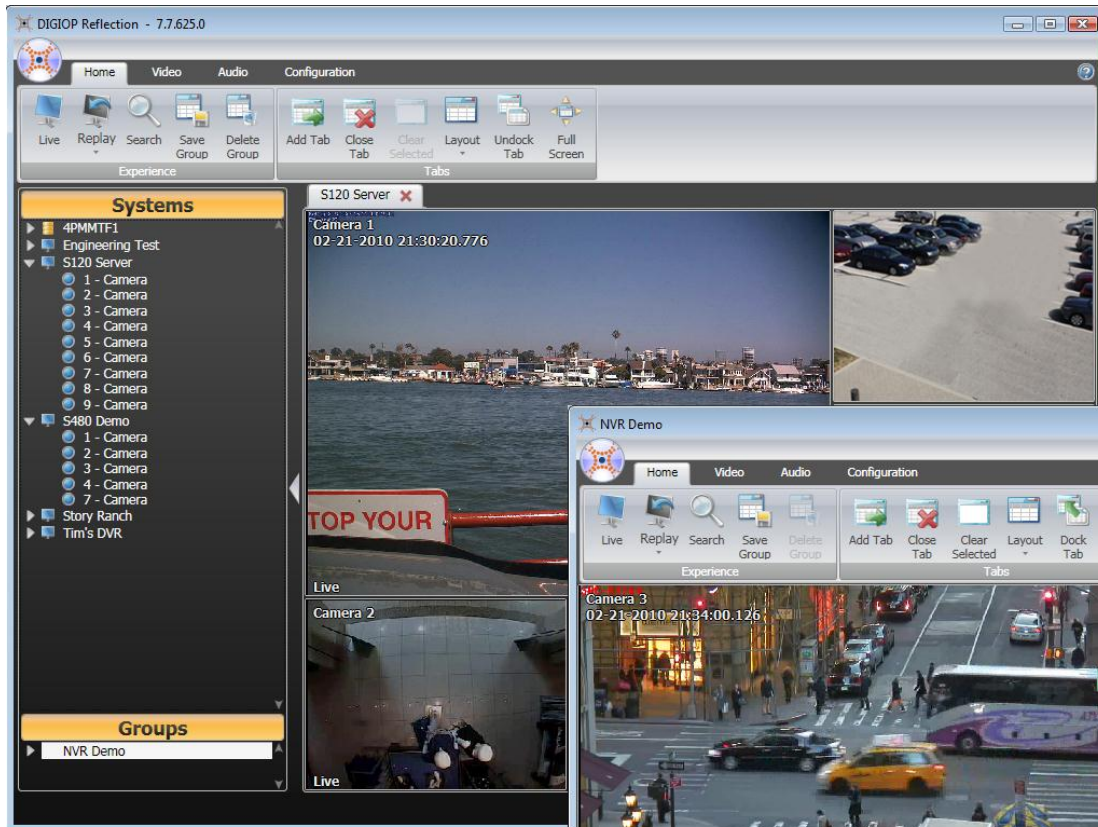 DIGIOP Reflection - 7.7.625.0
Home Video Audio Configuration
Live Replay Search Save Group Delete Group Add Tab Close Tab Clear Selected Layout Undock Tab Full Screen
Experience Tabs
Systems
4PMMTF1
Engineering Test
S120 Server
1 - Camera
2 - Camera
3 - Camera
4 - Camera
5 - Camera
6 - Camera
7 - Camera
8 - Camera
9 - Camera
S480 Demo
1 - Camera
2 - Camera
3 - Camera
4 - Camera
7 - Camera
Story Ranch
Tim's DVR
Groups
NVR Demo
S120 Server
Camera 1
02-21-2010 21:30:20.776
TOP YOUR
Live
Camera 2
Live
NVR Demo
Home Video Audio Configuration
Live Replay Search Save Group Delete Group Add Tab Close Tab Clear Selected Layout Dock Tab
Experience Tabs
Camera 3
02-21-2010 21:34:00.126